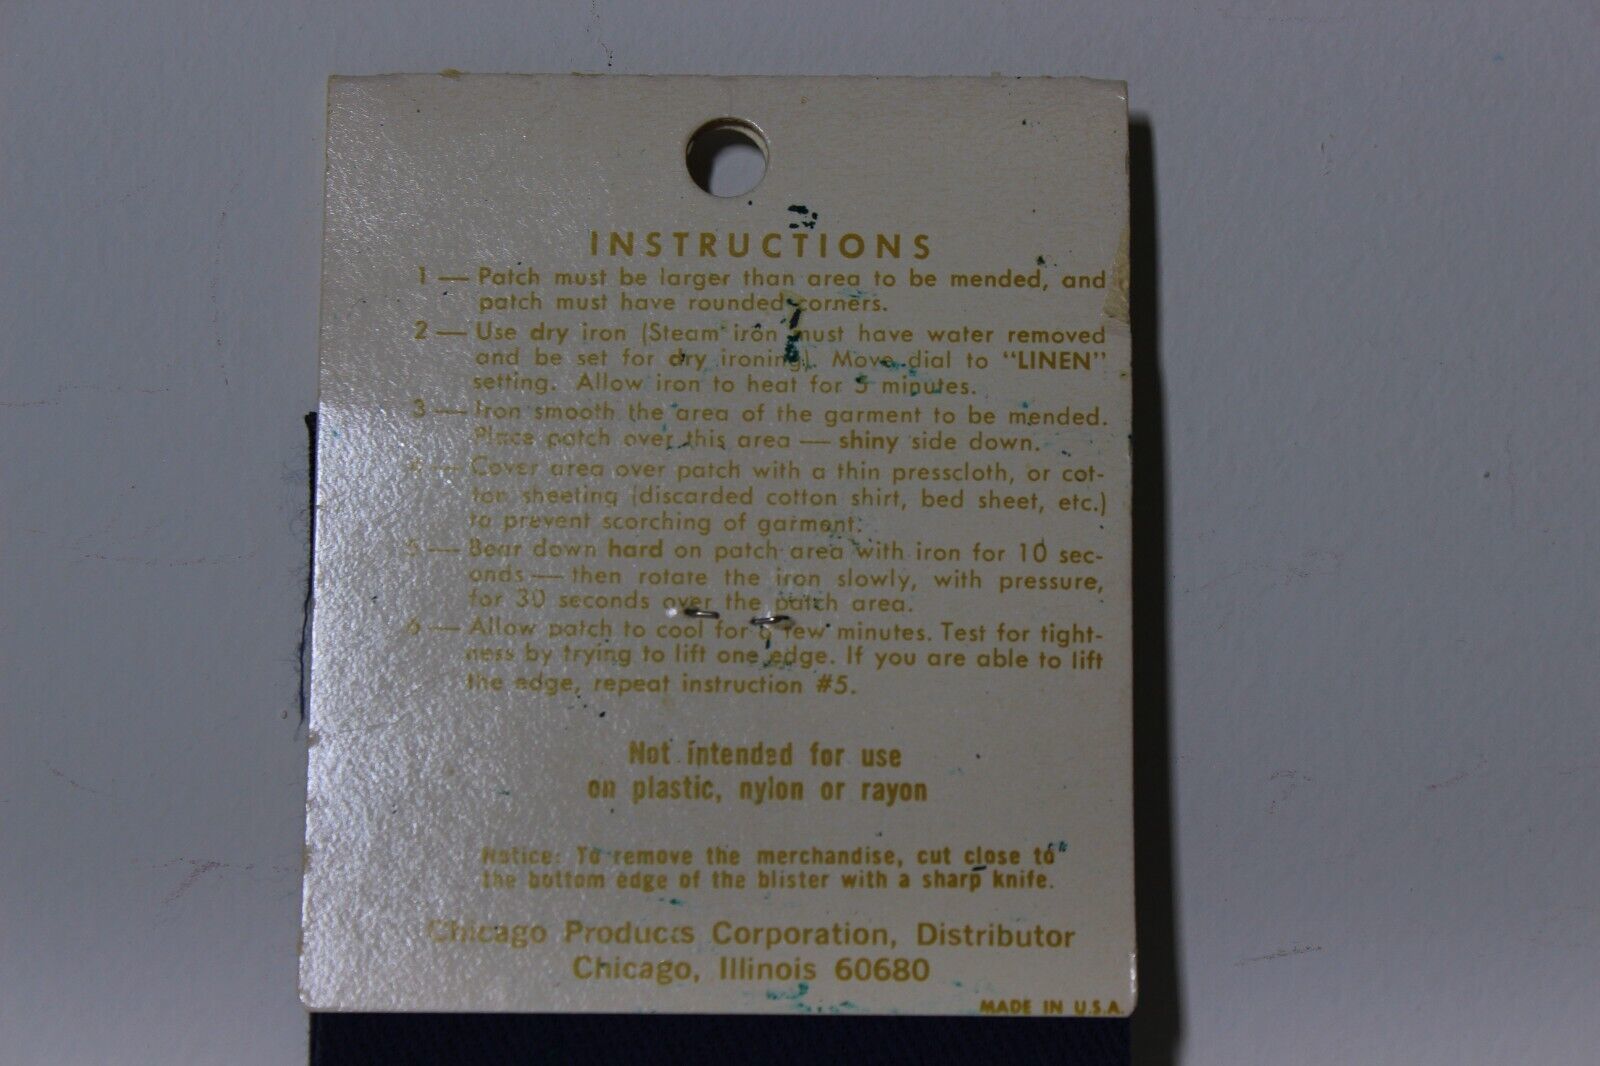 INSTRUCTIONS
1 — Patch must be larger than area to be mended, and
patch must have rounded corners.
2 — Use dry iron (Steam iron must have water removed
and be set for dry ironing). Move dial to "LINEN"
setting. Allow iron to heat for 5 minutes.
3 — Iron smooth the area of the garment to be mended.
Place patch over this area — shiny side down.
4 — Cover area over patch with a thin presscloth, or cot-
ton sheeting (discarded cotton shirt, bed sheet, etc.)
to prevent scorching of garment.
5 — Bear down hard on patch area with iron for 10 sec-
onds — then rotate the iron slowly, with pressure,
for 30 seconds over the patch area.
6 — Allow patch to cool for a few minutes. Test for tight-
ness by trying to lift one edge. If you are able to lift
the edge, repeat instruction #5.
Not intended for use
on plastic, nylon or rayon
Notice: To remove the merchandise, cut close to
the bottom edge of the blister with a sharp knife.
Chicago Products Corporation, Distributor
Chicago, Illinois 60680
MADE IN U.S.A.